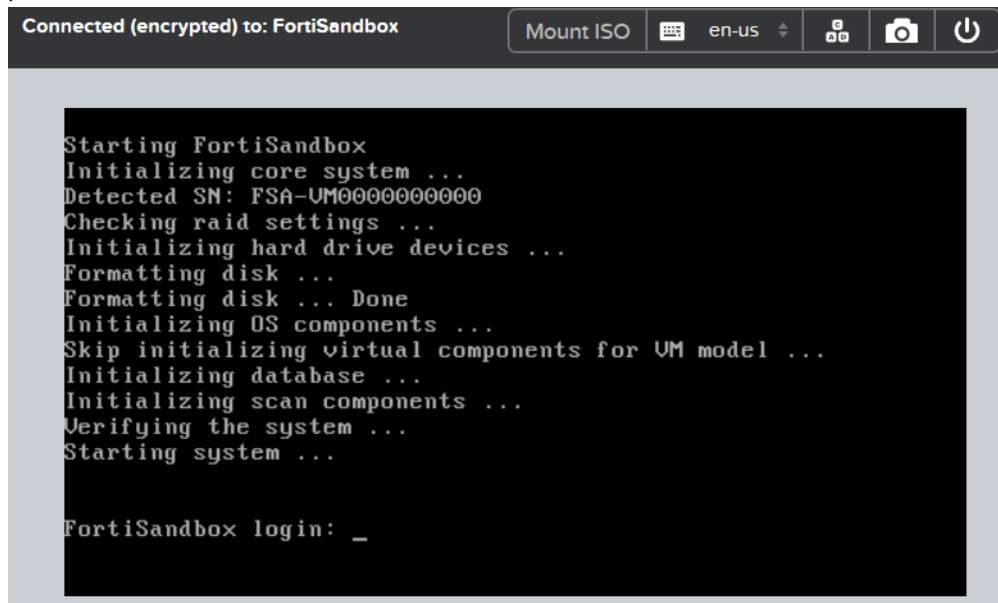 Connected (encrypted) to: FortiSandbox Mount ISO en-us
Starting FortiSandbox
Initializing core system ...
Detected SN: FSA-VM0000000000
Checking raid settings ...
Initializing hard drive devices ...
Formatting disk ...
Formatting disk ... Done
Initializing OS components ...
Skip initializing virtual components for VM model ...
Initializing database ...
Initializing scan components ...
Verifying the system ...
Starting system ...
FortiSandbox login: _